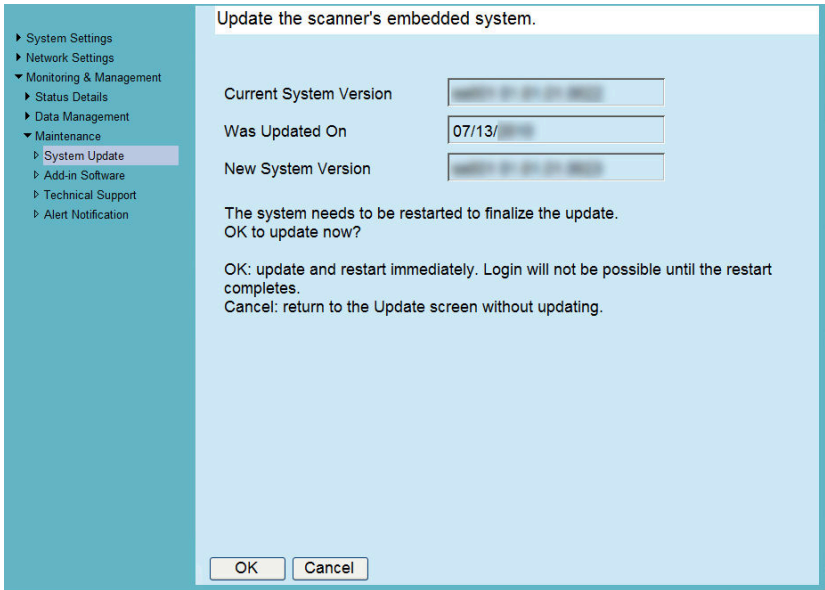 Update the scanner's embedded system.
System Settings
Network Settings
Monitoring & Management
Status Details
Data Management
Maintenance
System Update
Add-in Software
Technical Support
Alert Notification
Current System Version
Was Updated On 07/13/
New System Version
The system needs to be restarted to finalize the update.
OK to update now?
OK: update and restart immediately. Login will not be possible until the restart
completes.
Cancel: return to the Update screen without updating.
OK Cancel